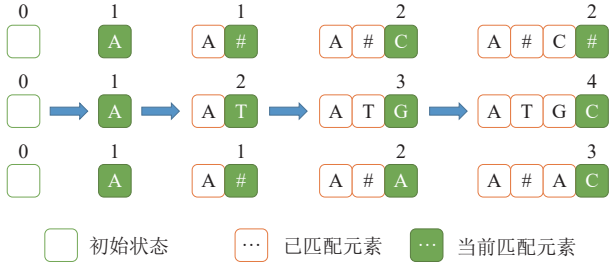 0 1 1 2 2
A A # A # C A # C #
0 1 2 3 4
A A T A T G A T G C
0 1 1 2 3
A A # A # A A # A C
初始状态 … 已匹配元素 … 当前匹配元素